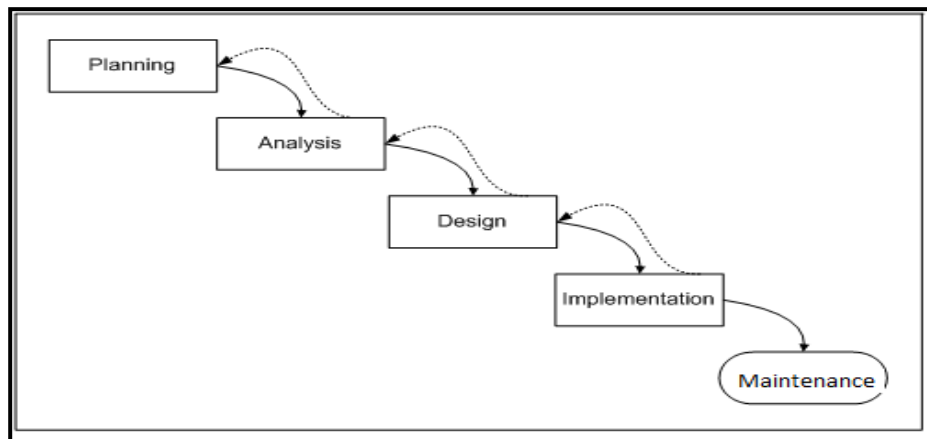 Planning
Analysis
Design
Implementation
Maintenance